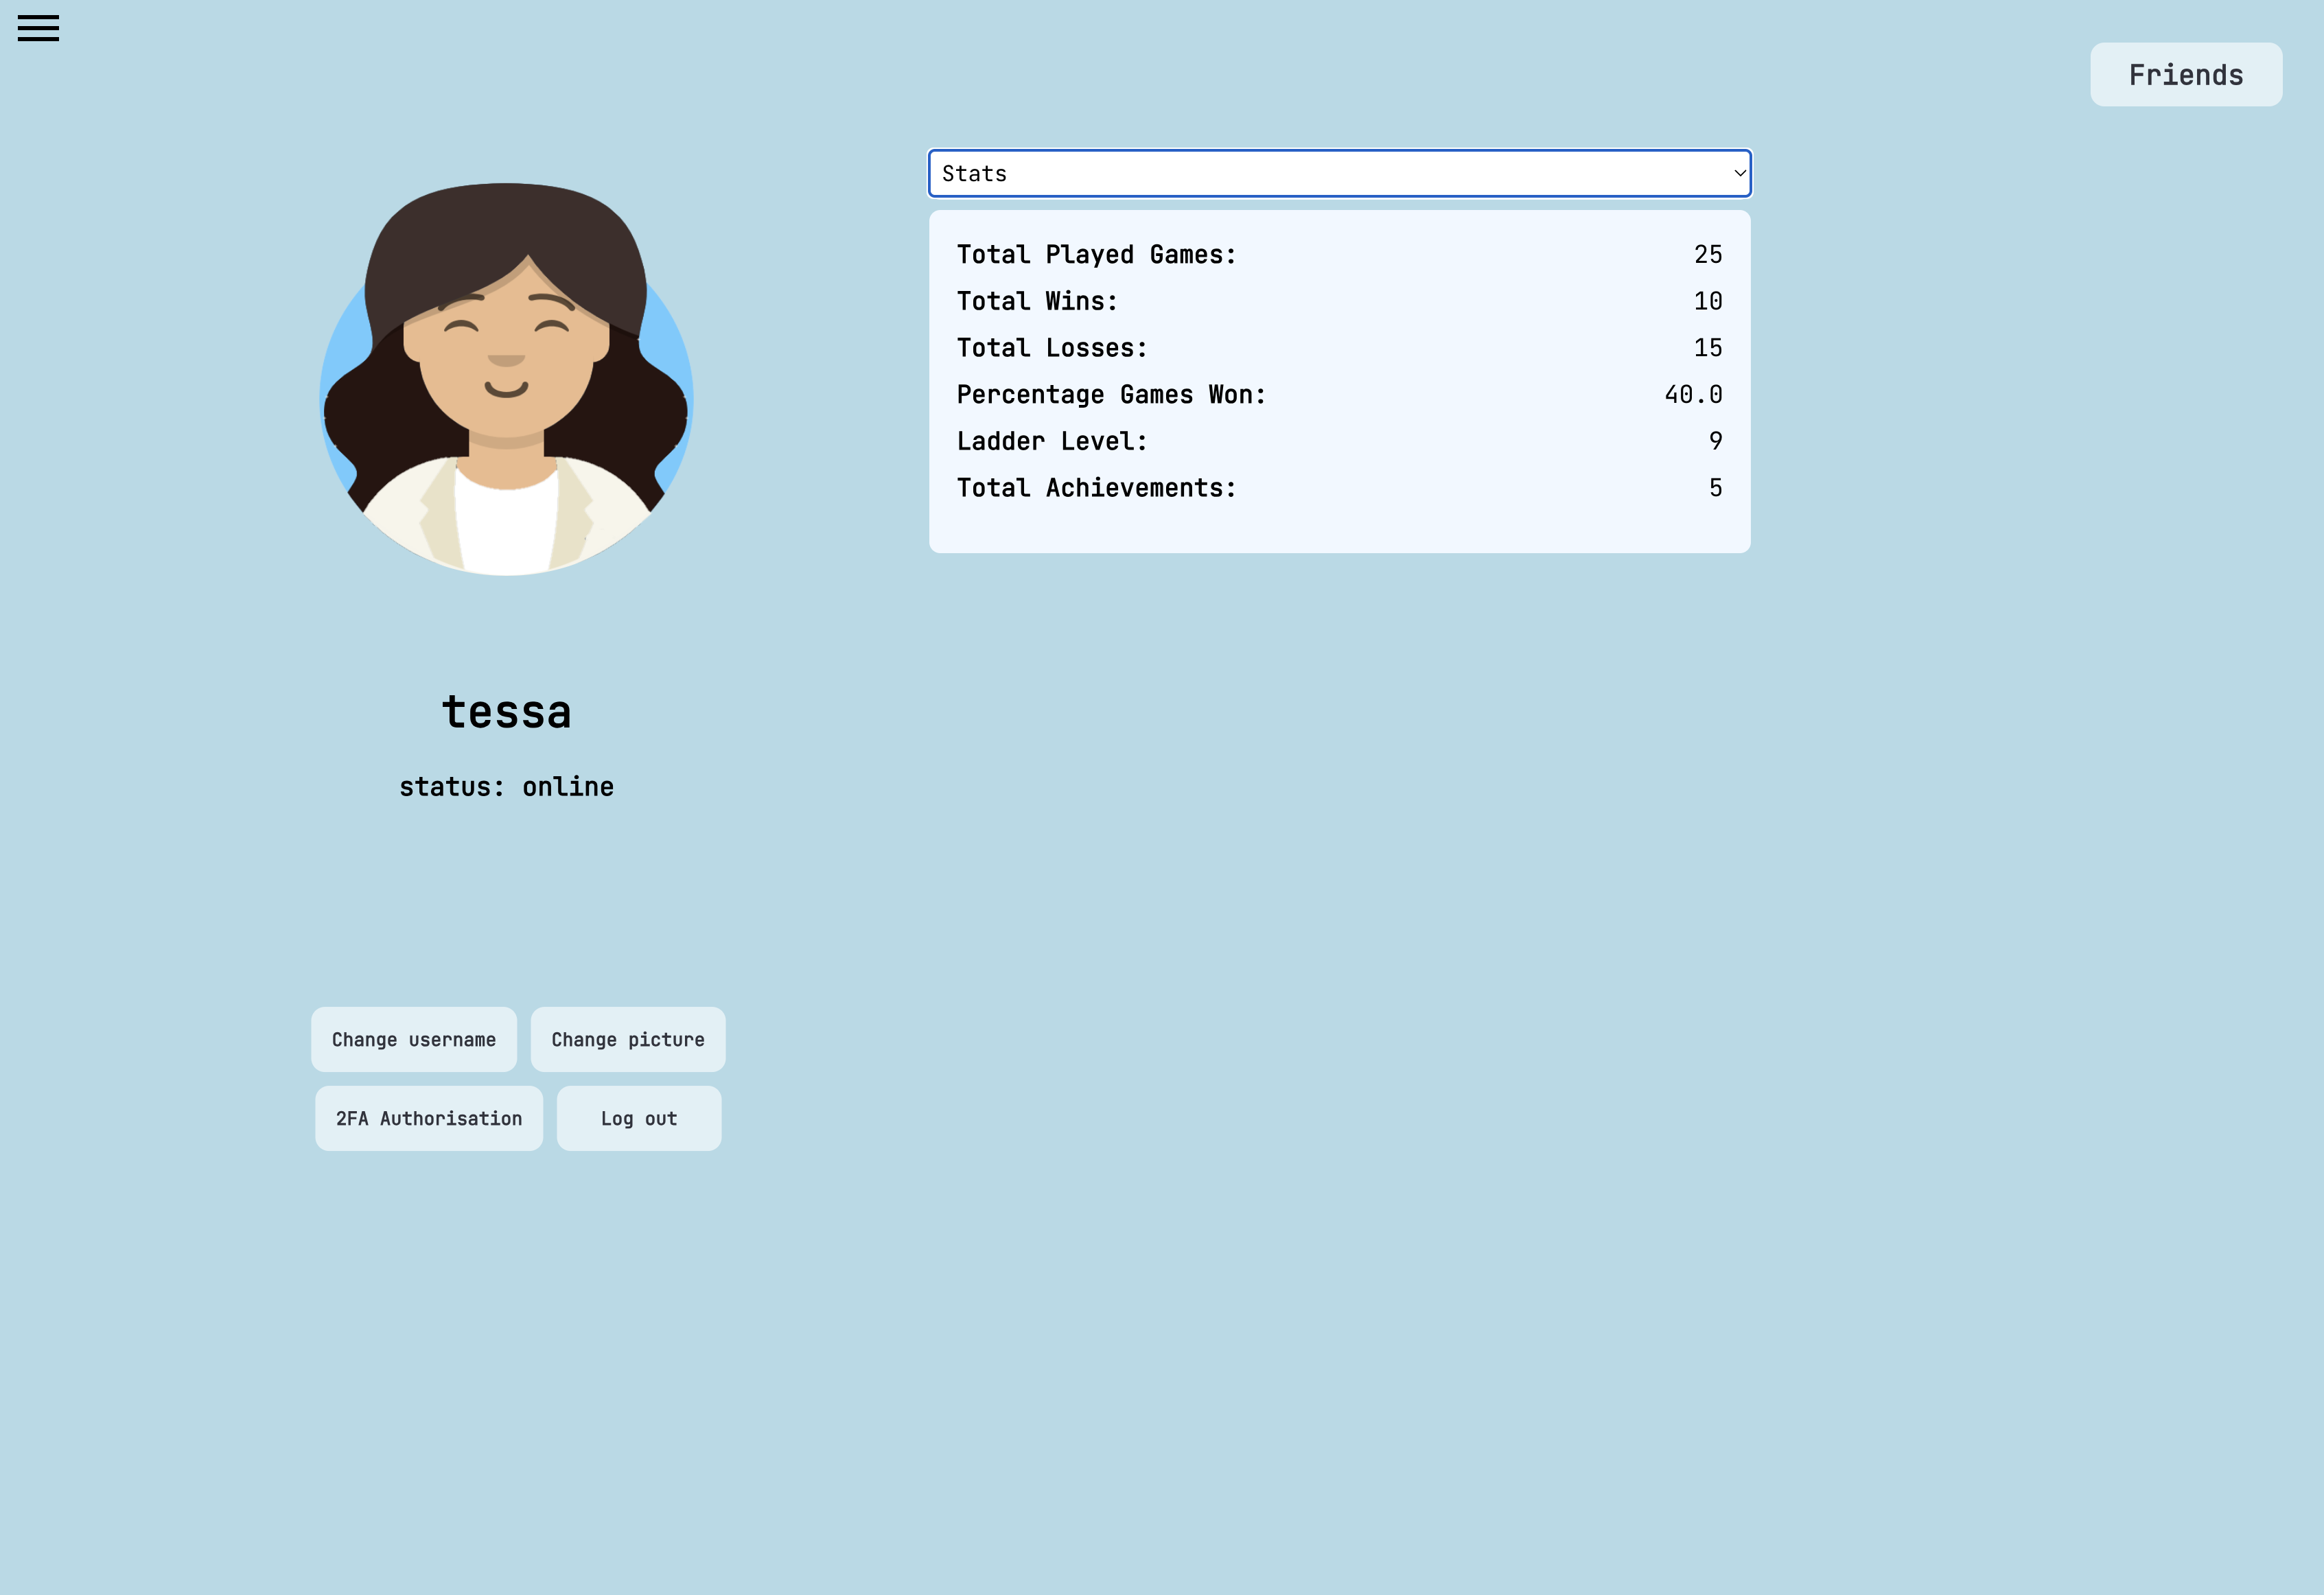 Friends
Stats
Total Played Games: 25
Total Wins: 10
Total Losses: 15
Percentage Games Won: 40.0
Ladder Level: 9
Total Achievements: 5
tessa
status: online
Change username Change picture
2FA Authorisation Log out